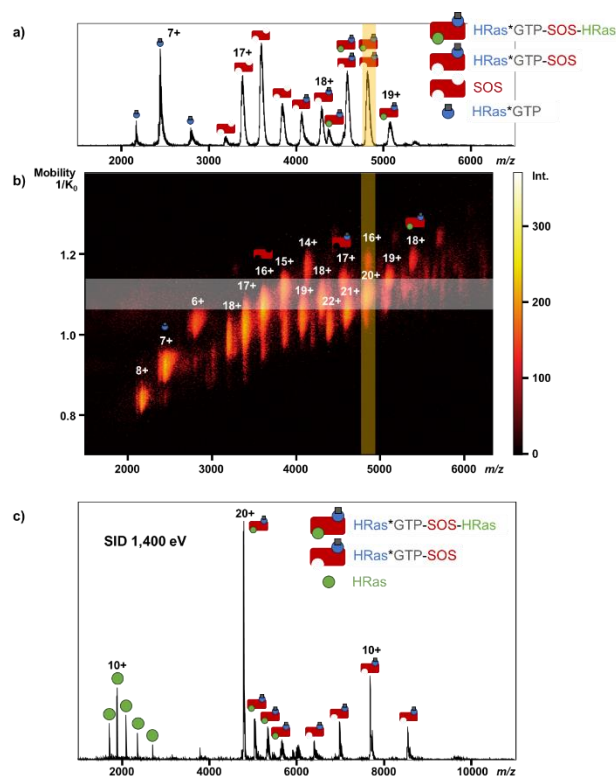 a)
7+
17+
18+
19+
HRas*GTP-SOS-HRas
HRas*GTP-SOS
SOS
HRas*GTP
2000 3000 4000 5000 6000 m/z
b) Mobility
1/K0
Int.
1.2
1.0
0.8
8+ 7+ 6+ 18+ 17+ 16+ 15+ 14+ 19+ 18+ 22+ 21+ 17+ 20+ 16+ 19+ 18+
300
200
100
0
2000 3000 4000 5000 6000 m/z
c)
SID 1,400 eV
20+
HRas*GTP-SOS-HRas
HRas*GTP-SOS
HRas
10+
10+
2000 4000 6000 8000 10000 m/z